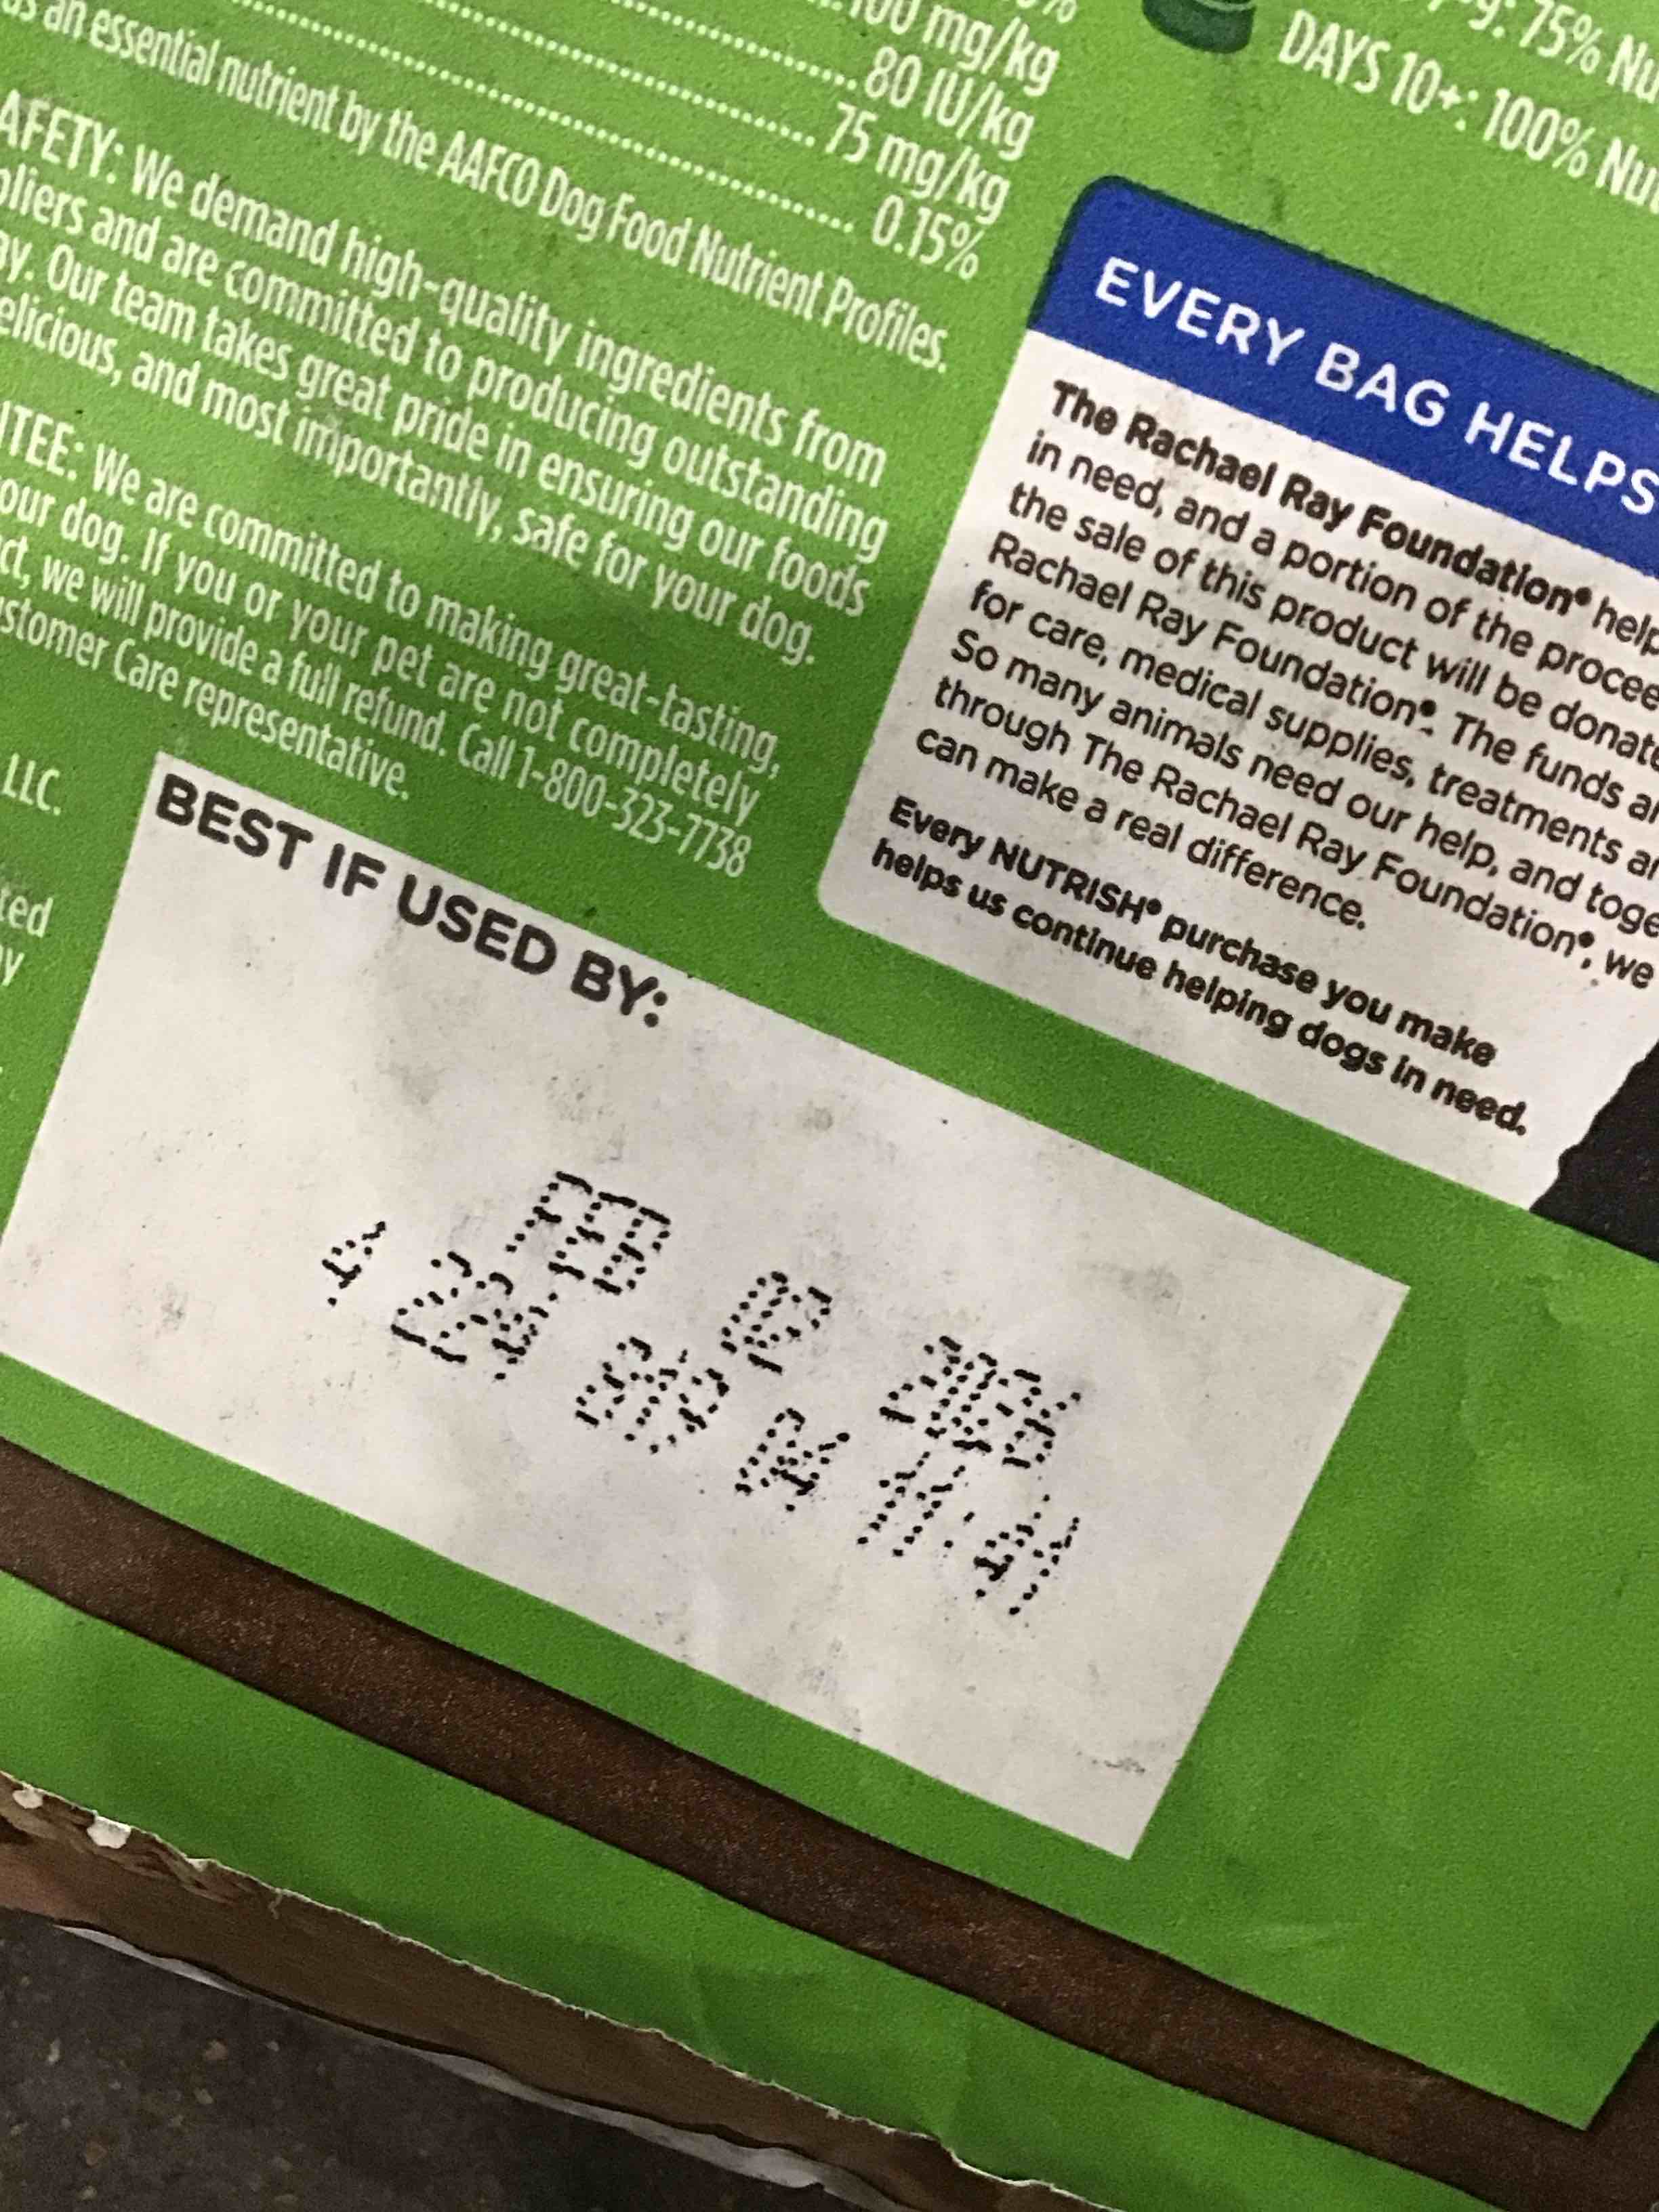 100 mg/kg
80 IU/kg
75 mg/kg
0.15%
an essential nutrient by the AAFCO Dog Food Nutrient Profiles.
AFETY: We demand high-quality ingredients from
pliers and are committed to producing outstanding
ay. Our team takes great pride in ensuring our foods
elicious, and most importantly, safe for your dog.
TEE: We are committed to making great-tasting,
our dog. If you or your pet are not completely
ct, we will provide a full refund. Call 1-800-323-7738
ustomer Care representative.
LLC.
75% Nu
DAYS 10+: 100% Nu
EVERY BAG HELPS
The Rachael Ray Foundation® help
in need, and a portion of the procee
the sale of this product will be donate
Rachael Ray Foundation®. The funds ar
for care, medical supplies, treatments an
So many animals need our help, and toge
through The Rachael Ray Foundation®, we
can make a real difference.
Every NUTRISH® purchase you make
helps us continue helping dogs in need.
BEST IF USED BY: